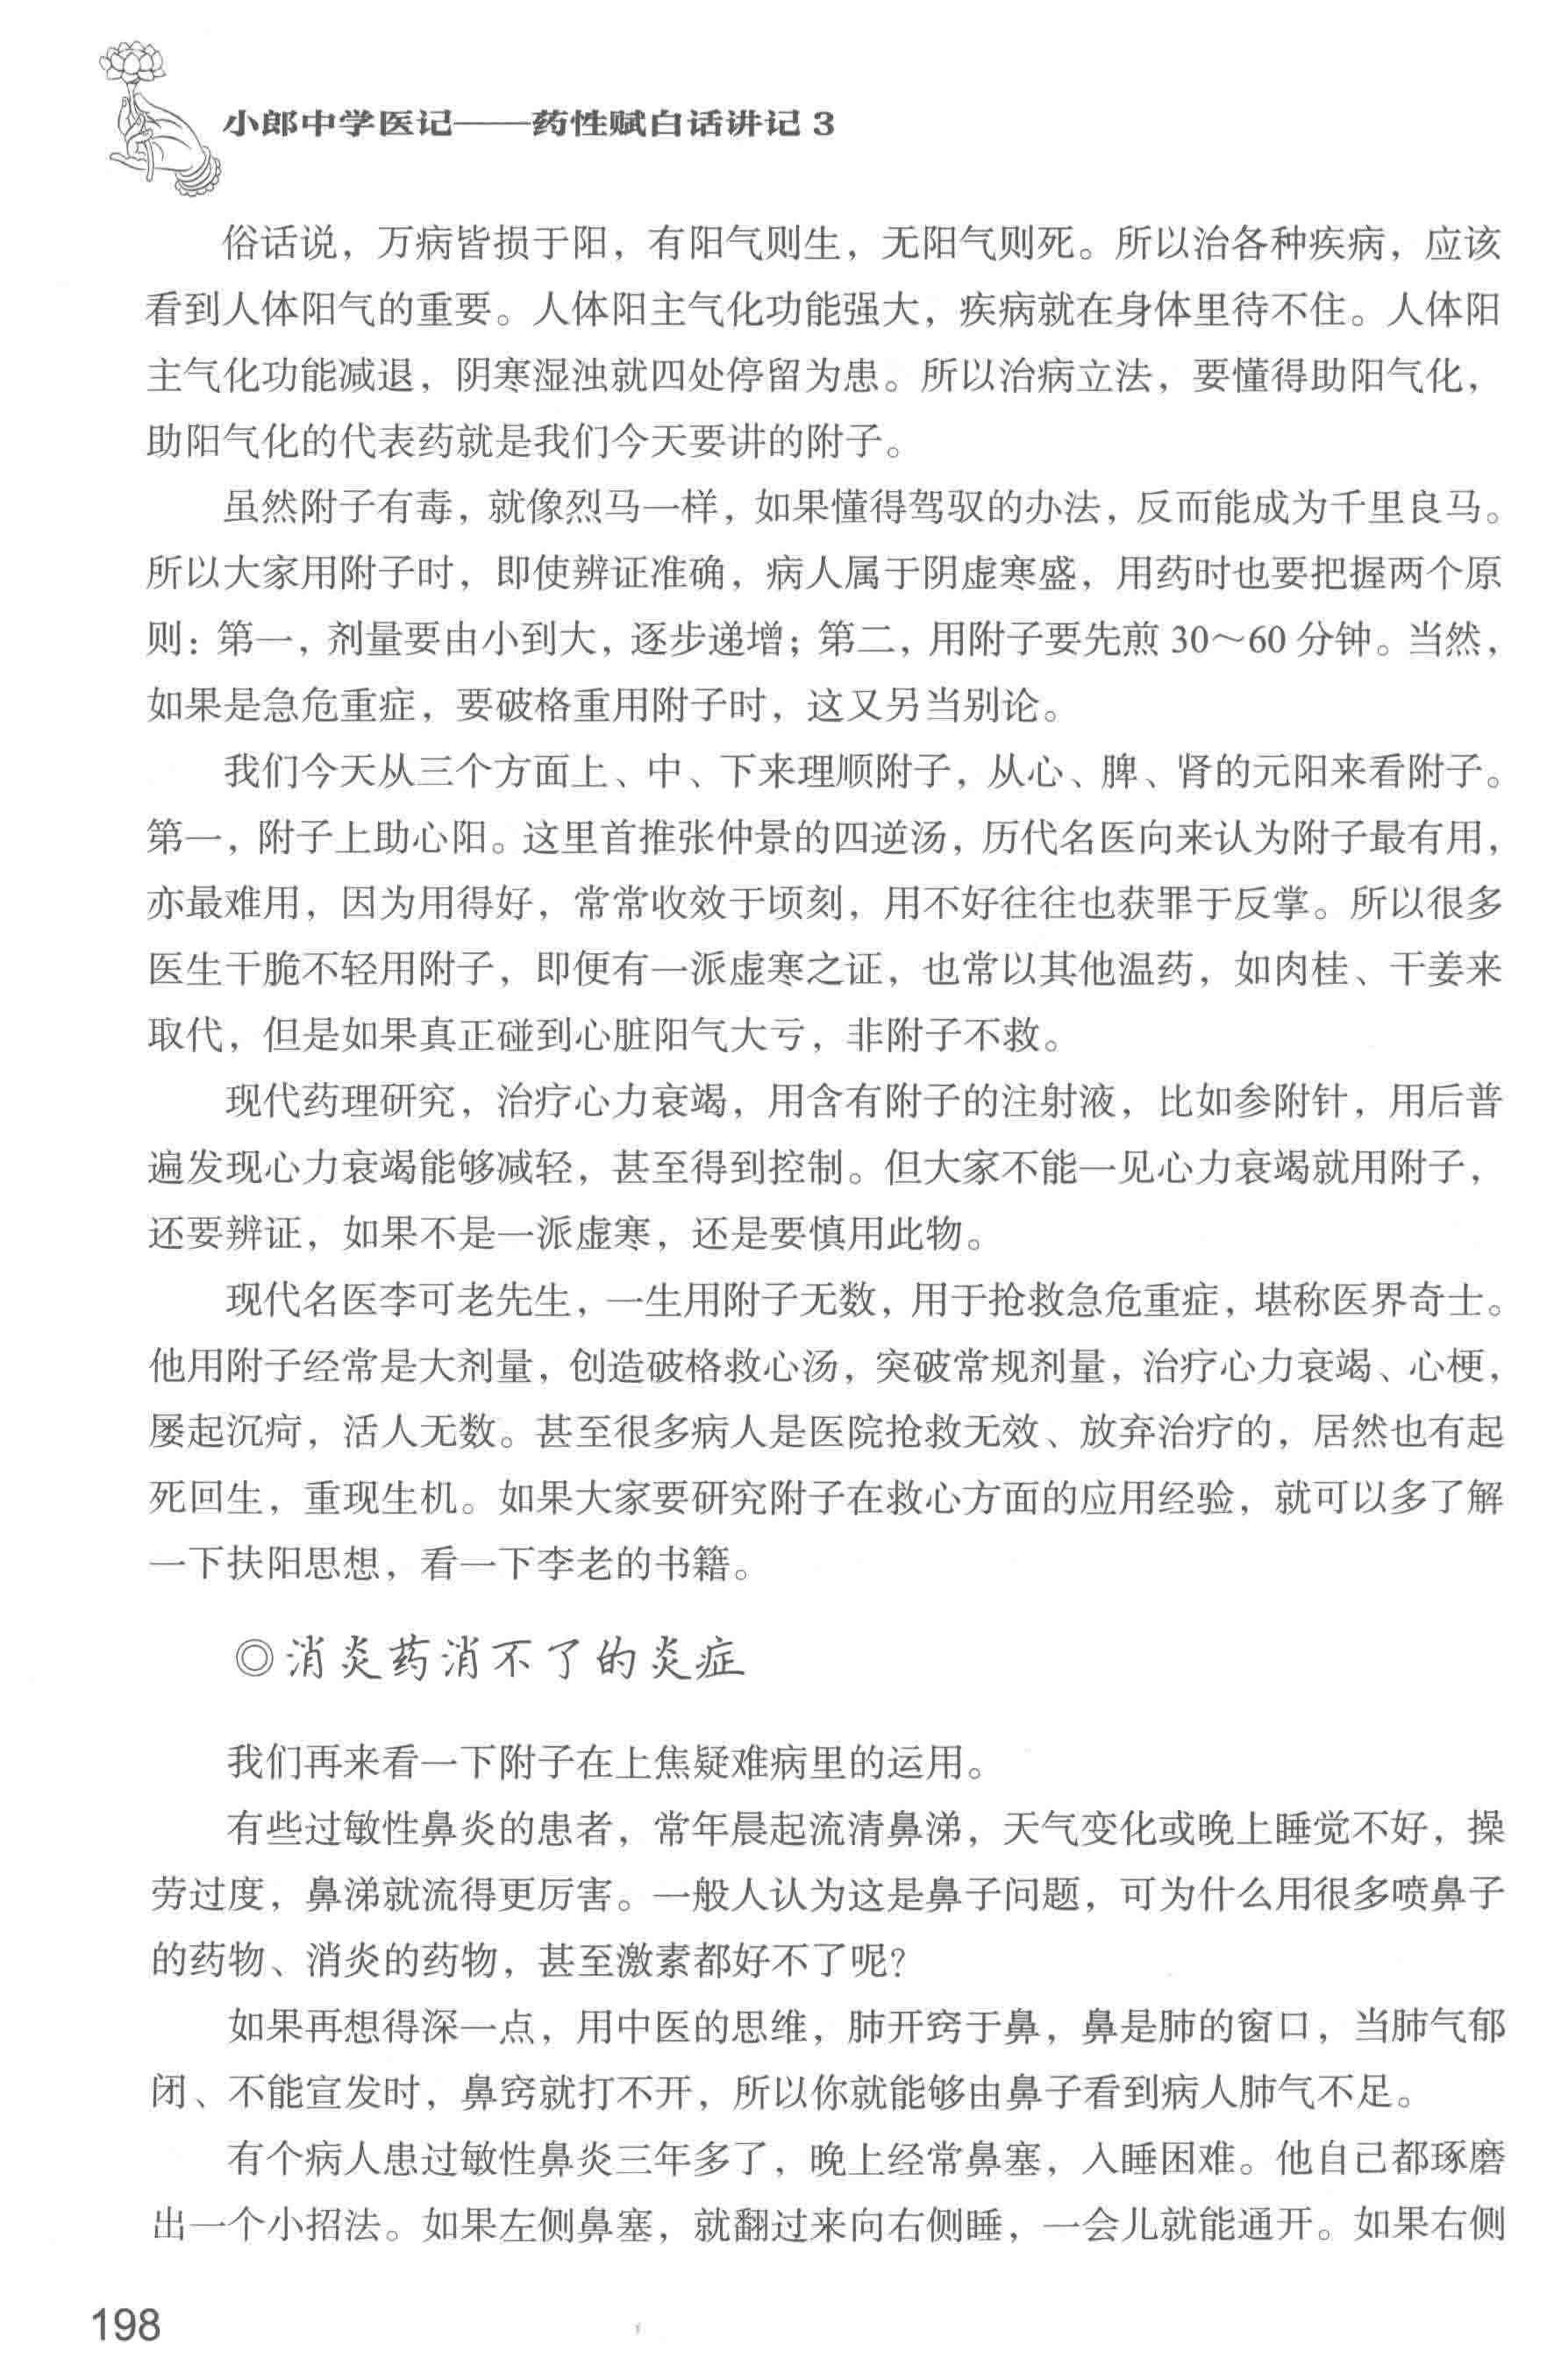 小郎中学医记——药性赋白话讲记 3
俗话说，万病皆损于阳，有阳气则生，无阳气则死。所以治各种疾病，应该
看到人体阳气的重要。人体阳主气化功能强大，疾病就在身体里待不住。人体阳
主气化功能减退，阴寒湿浊就四处停留为患。所以治病立法，要懂得助阳气化，
助阳气化的代表药就是我们今天要讲的附子。
虽然附子有毒，就像烈马一样，如果懂得驾驭的办法，反而能成为千里良马。
所以大家用附子时，即使辨证准确，病人属于阴虚寒盛，用药时也要把握两个原
则：第一，剂量要由小到大，逐步递增；第二，用附子要先煎 30～60 分钟。当然，
如果是急危重症，要破格重用附子时，这又另当别论。
我们今天从三个方面上、中、下来理顺附子，从心、脾、肾的元阳来看附子。
第一，附子上助心阳。这里首推张仲景的四逆汤，历代名医向来认为附子最有用，
亦最难用，因为用得好，常常收效于顷刻，用不好往往也获罪于反掌。所以很多
医生干脆不轻用附子，即便有一派虚寒之证，也常以其他温药，如肉桂、干姜来
取代，但是如果真正碰到心脏阳气大亏，非附子不救。
现代药理研究，治疗心力衰竭，用含有附子的注射液，比如参附针，用后普
遍发现心力衰竭能够减轻，甚至得到控制。但大家不能一见心力衰竭就用附子，
还要辨证，如果不是一派虚寒，还是要慎用此物。
现代名医李可老先生，一生用附子无数，用于抢救急危重症，堪称医界奇士。
他用附子经常是大剂量，创造破格救心汤，突破常规剂量，治疗心力衰竭、心梗，
屡起沉疴，活人无数。甚至很多病人是医院抢救无效、放弃治疗的，居然也有起
死回生，重现生机。如果大家要研究附子在救心方面的应用经验，就可以多了解
一下扶阳思想，看一下李老的书籍。
◎消炎药消不了的炎症
我们再来看一下附子在上焦疑难病里的运用。
有些过敏性鼻炎的患者，常年晨起流清鼻涕，天气变化或晚上睡觉不好，操
劳过度，鼻涕就流得更厉害。一般人认为这是鼻子问题，可为什么用很多喷鼻子
的药物、消炎的药物，甚至激素都好不了呢？
如果再想得深一点，用中医的思维，肺开窍于鼻，鼻是肺的窗口，当肺气郁
闭、不能宣发时，鼻窍就打不开，所以你就能够由鼻子看到病人肺气不足。
有个病人患过敏性鼻炎三年多了，晚上经常鼻塞，入睡困难。他自己都琢磨
出一个小招法。如果左侧鼻塞，就翻过来向右侧睡，一会儿就能通开。如果右侧
198